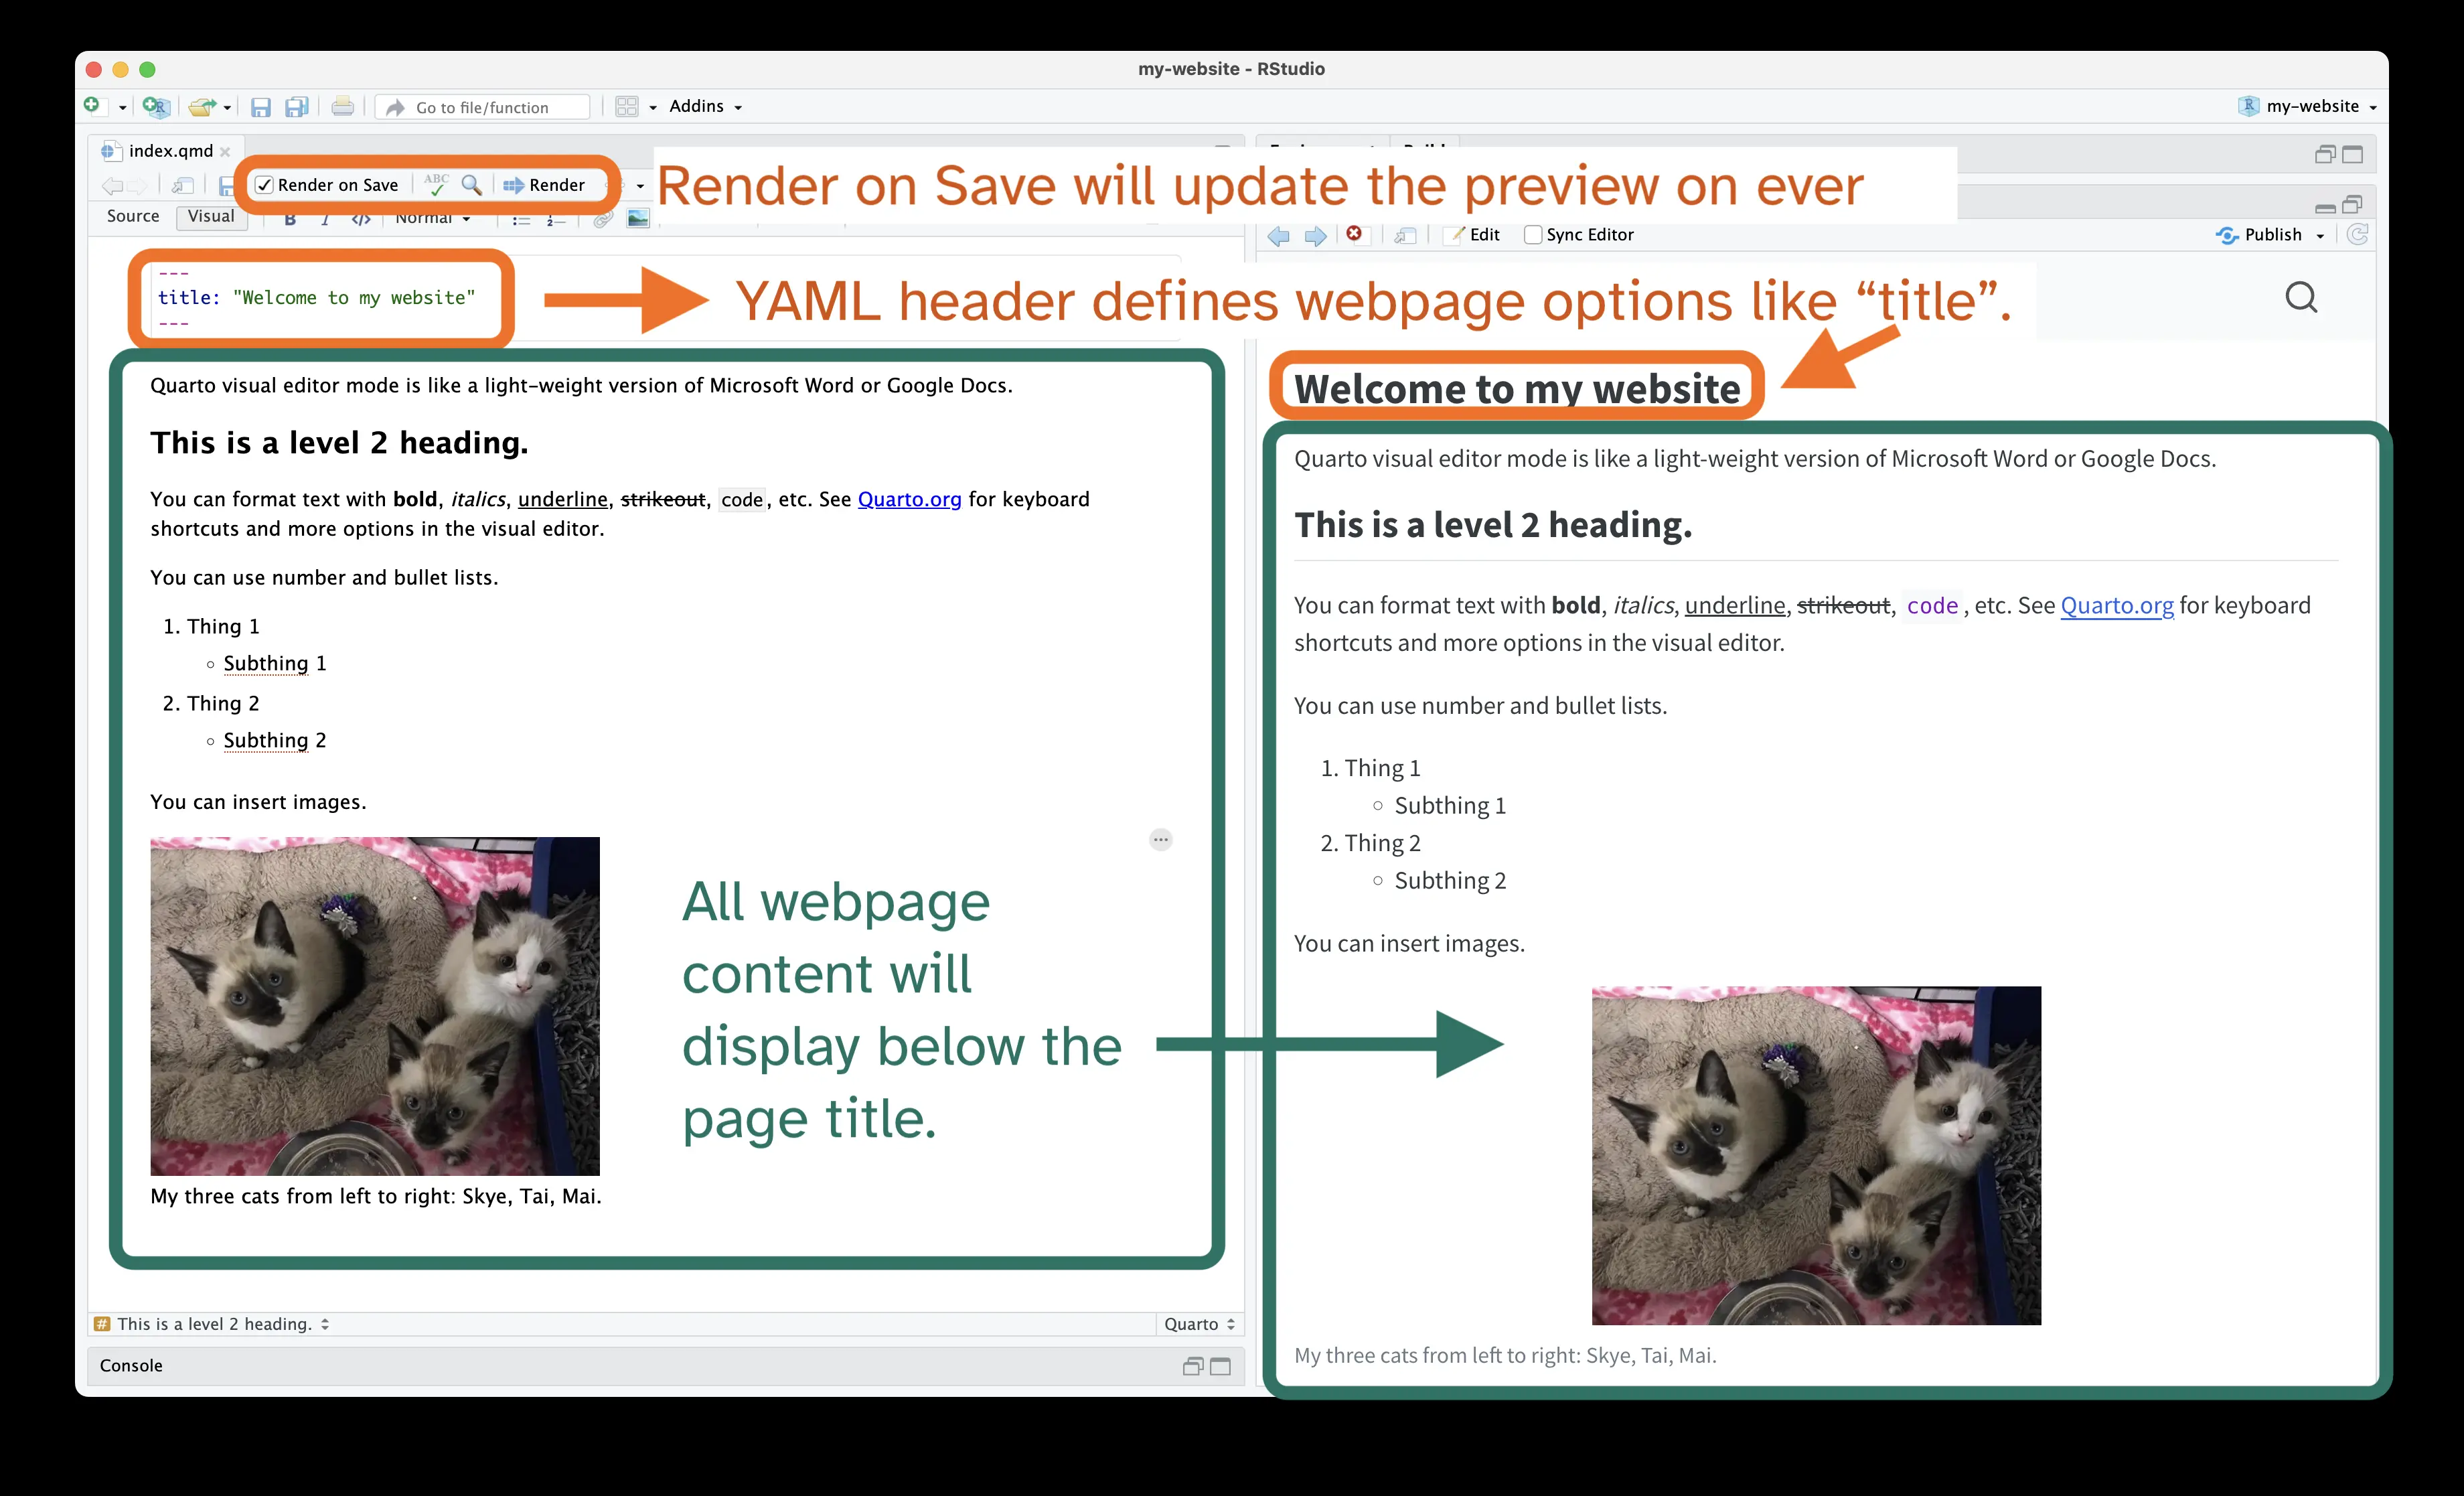 my-website - RStudio
Go to file/function
Addins
my-website
index.qmd
Render on Save
ABC
Render
Render on Save will update the preview on ever
Source
Visual
B
I
</>
Normal
Edit
Sync Editor
Publish
---
title: "Welcome to my website"
---
YAML header defines webpage options like “title”.
Quarto visual editor mode is like a light-weight version of Microsoft Word or Google Docs.
This is a level 2 heading.
You can format text with bold, italics, underline, strikeout, code, etc. See Quarto.org for keyboard
shortcuts and more options in the visual editor.
You can use number and bullet lists.
1. Thing 1
◦ Subthing 1
2. Thing 2
◦ Subthing 2
You can insert images.
All webpage
content will
display below the
page title.
My three cats from left to right: Skye, Tai, Mai.
# This is a level 2 heading.
Quarto
Console
Welcome to my website
Quarto visual editor mode is like a light-weight version of Microsoft Word or Google Docs.
This is a level 2 heading.
You can format text with bold, italics, underline, strikeout, code, etc. See Quarto.org for keyboard
shortcuts and more options in the visual editor.
You can use number and bullet lists.
1. Thing 1
◦ Subthing 1
2. Thing 2
◦ Subthing 2
You can insert images.
My three cats from left to right: Skye, Tai, Mai.